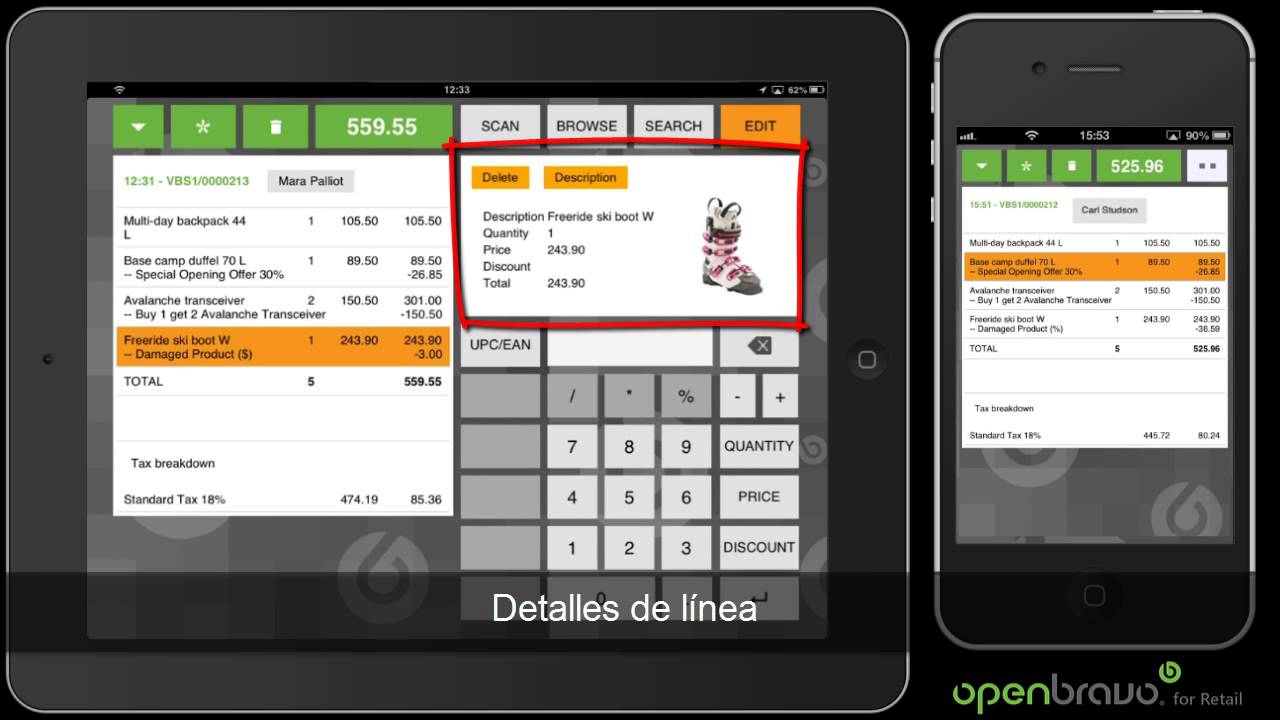 12:33
62%
559.55
SCAN
BROWSE
SEARCH
EDIT
12:31 - VBS1/0000213
Mara Palliot
Multi-day backpack 44 L 1 105.50 105.50
Base camp duffel 70 L 1 89.50 89.50
-- Special Opening Offer 30% -26.85
Avalanche transceiver 2 150.50 301.00
-- Buy 1 get 2 Avalanche Transceiver -150.50
Freeride ski boot W 1 243.90 243.90
-- Damaged Product ($) -3.00
TOTAL 5 559.55
Tax breakdown
Standard Tax 18% 474.19 85.36
Delete
Description
Description Freeride ski boot W
Quantity 1
Price 243.90
Discount
Total 243.90
UPC/EAN
/ * % - +
7 8 9 QUANTITY
4 5 6 PRICE
1 2 3 DISCOUNT
0
Detalles de línea
15:53
90%
525.96
15:51 - VBS1/0000212
Carl Studson
Multi-day backpack 44 L 1 105.50 105.50
Base camp duffel 70 L 1 89.50 89.50
-- Special Opening Offer 30% -26.85
Avalanche transceiver 2 150.50 301.00
-- Buy 1 get 2 Avalanche Transceiver -150.50
Freeride ski boot W 1 243.90 243.90
-- Damaged Product (%) -36.59
TOTAL 5 525.96
Tax breakdown
Standard Tax 18% 445.72 80.24
openbravo for Retail